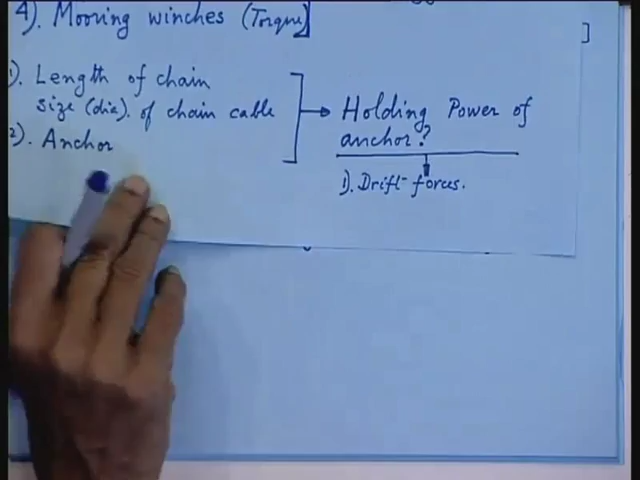 4). Mooring winches (Torque)]
1). Length of chain
size (dia). of chain cable
2). Anchor
Holding Power of
anchor?
1). Drift forces.
]